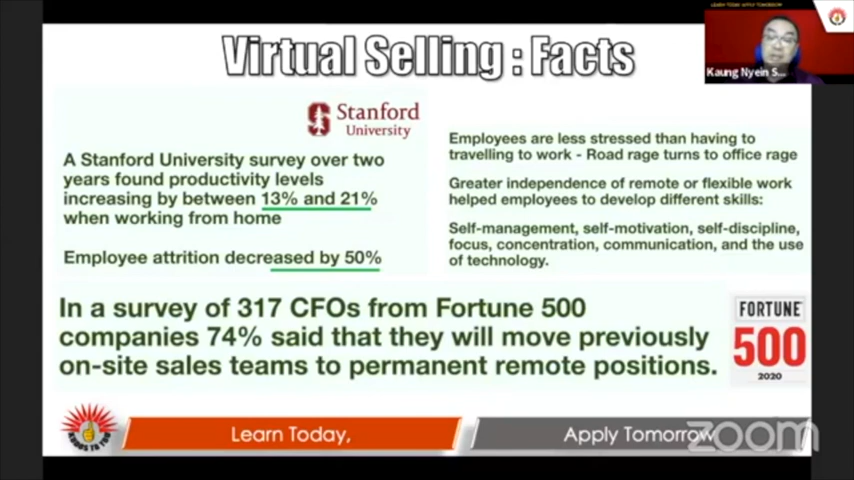 LEARN TODAY APPLY TOMORROW
Kaung Nyein S...
Virtual Selling : Facts
Stanford
University
A Stanford University survey over two
years found productivity levels
increasing by between 13% and 21%
when working from home
Employee attrition decreased by 50%
Employees are less stressed than having to
travelling to work - Road rage turns to office rage
Greater independence of remote or flexible work
helped employees to develop different skills:
Self-management, self-motivation, self-discipline,
focus, concentration, communication, and the use
of technology.
In a survey of 317 CFOs from Fortune 500
companies 74% said that they will move previously
on-site sales teams to permanent remote positions.
FORTUNE
500
2020
Learn Today,
Apply Tomorrow
zoom